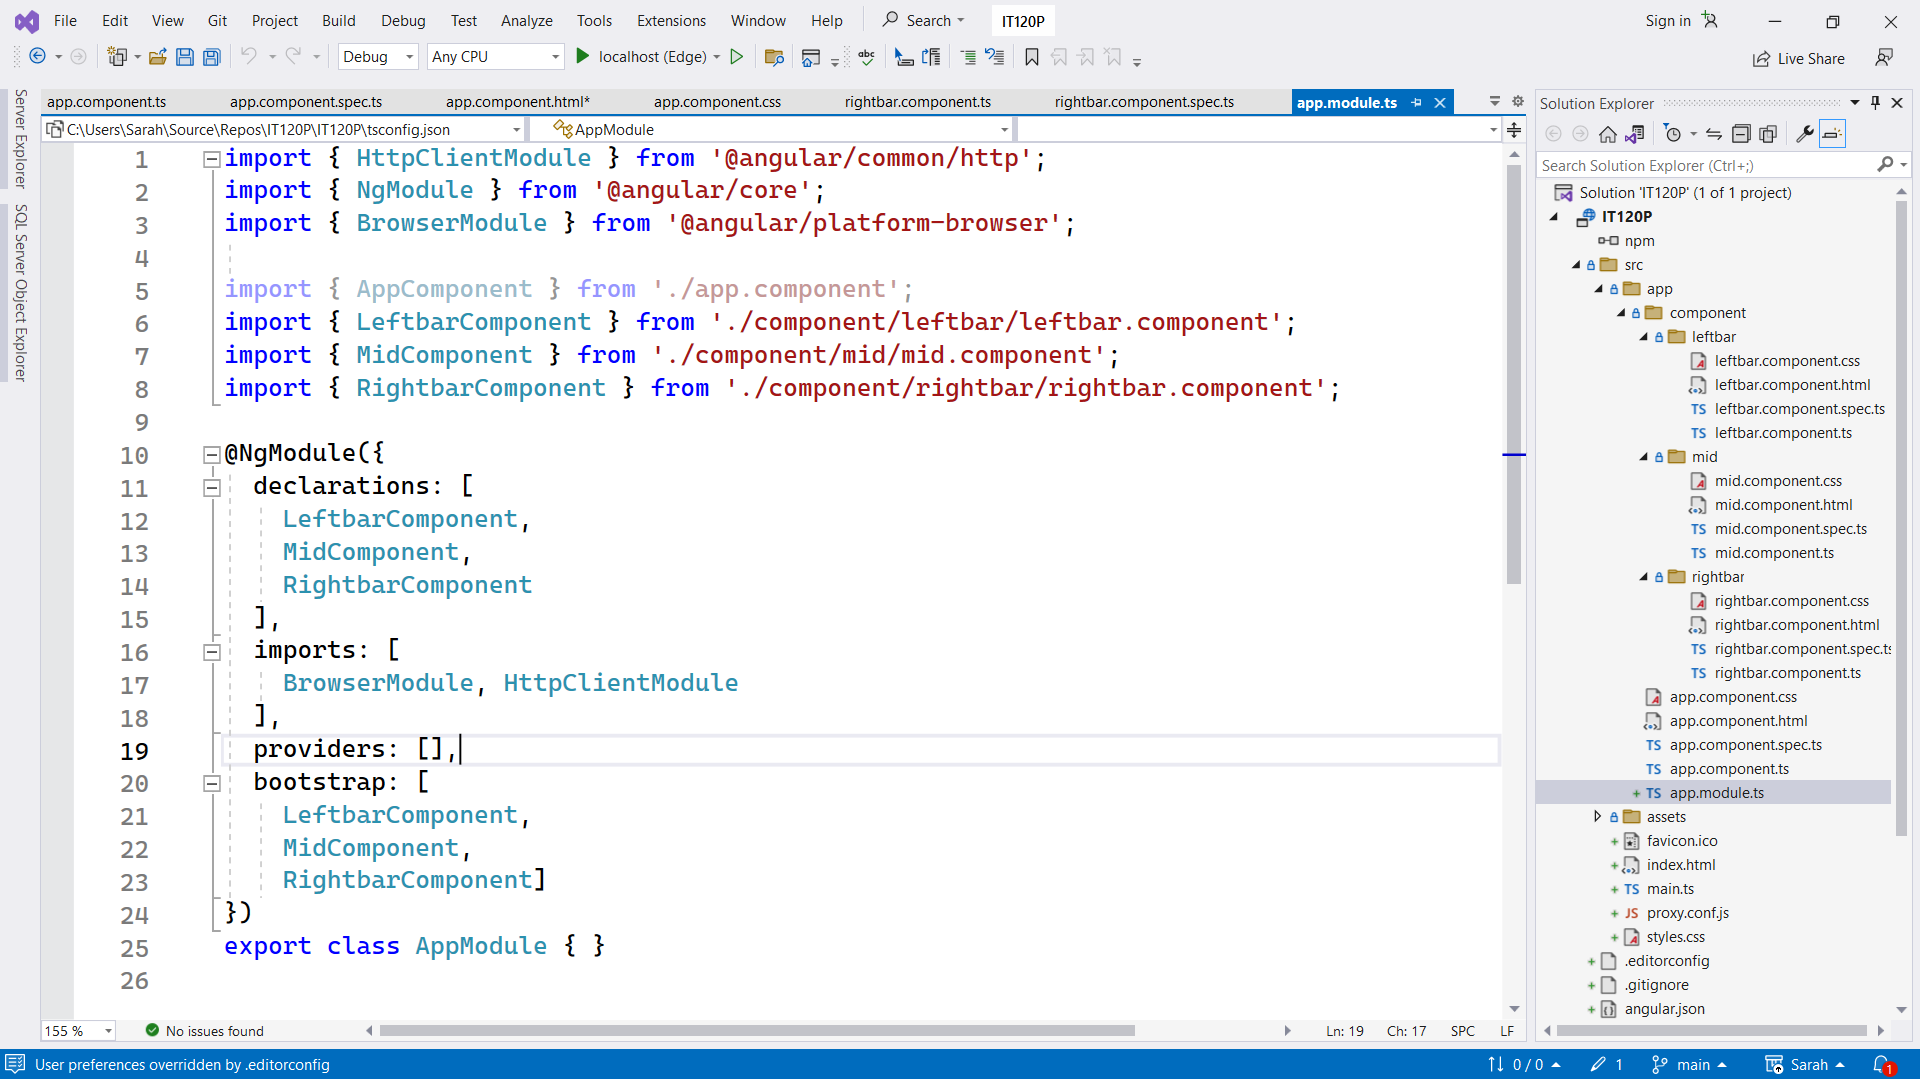 File Edit View Git Project Build Debug Test Analyze Tools Extensions Window Help Search IT120P Sign in
Debug Any CPU localhost (Edge) abc Live Share
Server Explorer
SQL Server Object Explorer
app.component.ts app.component.spec.ts app.component.html* app.component.css rightbar.component.ts rightbar.component.spec.ts app.module.ts
C:\Users\Sarah\Source\Repos\IT120P\IT120P\tsconfig.json AppModule
1 import { HttpClientModule } from '@angular/common/http';
2 import { NgModule } from '@angular/core';
3 import { BrowserModule } from '@angular/platform-browser';
4
5 import { AppComponent } from './app.component';
6 import { LeftbarComponent } from './component/leftbar/leftbar.component';
7 import { MidComponent } from './component/mid/mid.component';
8 import { RightbarComponent } from './component/rightbar/rightbar.component';
9
10 @NgModule({
11 declarations: [
12 LeftbarComponent,
13 MidComponent,
14 RightbarComponent
15 ],
16 imports: [
17 BrowserModule, HttpClientModule
18 ],
19 providers: [],
20 bootstrap: [
21 LeftbarComponent,
22 MidComponent,
23 RightbarComponent]
24 })
25 export class AppModule { }
26
155 % No issues found Ln: 19 Ch: 17 SPC LF
Solution Explorer
Search Solution Explorer (Ctrl+;)
Solution 'IT120P' (1 of 1 project)
IT120P
npm
src
app
component
leftbar
leftbar.component.css
leftbar.component.html
TS leftbar.component.spec.ts
TS leftbar.component.ts
mid
mid.component.css
mid.component.html
TS mid.component.spec.ts
TS mid.component.ts
rightbar
rightbar.component.css
rightbar.component.html
TS rightbar.component.spec.ts
TS rightbar.component.ts
app.component.css
app.component.html
TS app.component.spec.ts
TS app.component.ts
+ TS app.module.ts
assets
+ favicon.ico
+ index.html
+ TS main.ts
+ JS proxy.conf.js
+ styles.css
+ .editorconfig
+ .gitignore
+ angular.json
User preferences overridden by .editorconfig 0 / 0 1 main Sarah 1